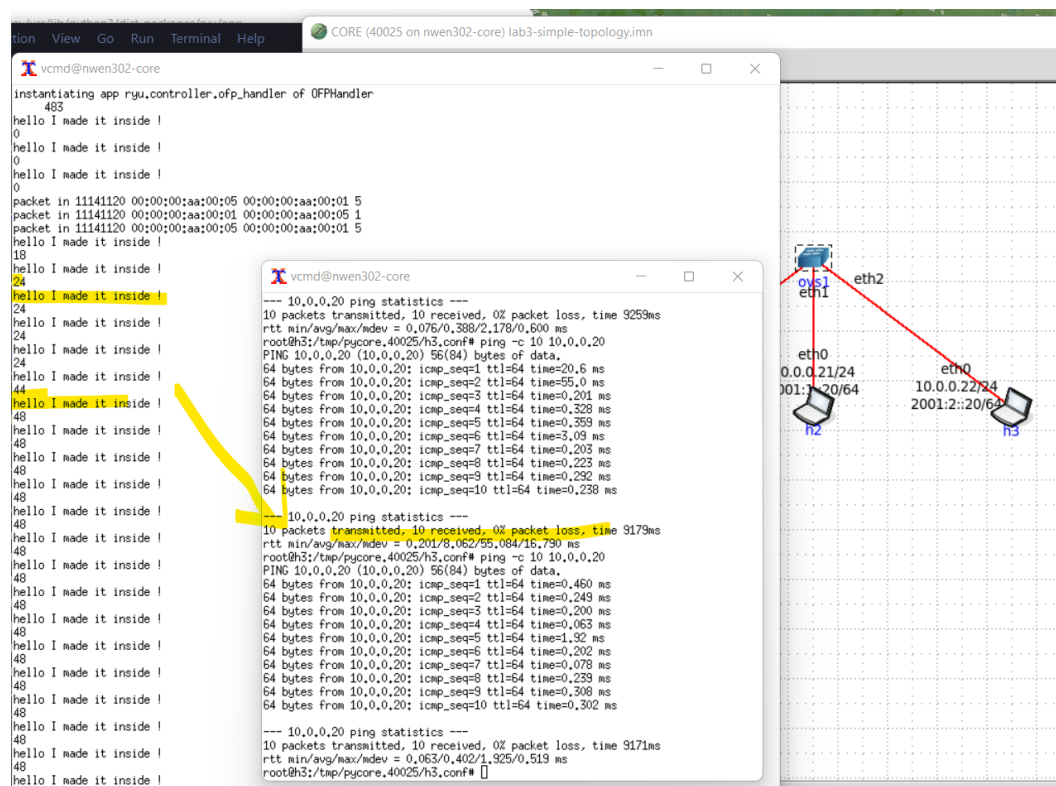 tion View Go Run Terminal Help
CORE (40025 on nwen302-core) lab3-simple-topology.imn
vcmd@nwen302-core
instantiating app ryu.controller.ofp_handler of OFPHandler
483
hello I made it inside !
0
hello I made it inside !
0
hello I made it inside !
0
packet in 11141120 00:00:00:aa:00:05 00:00:00:aa:00:01 5
packet in 11141120 00:00:00:aa:00:01 00:00:00:aa:00:05 1
packet in 11141120 00:00:00:aa:00:05 00:00:00:aa:00:01 5
hello I made it inside !
18
hello I made it inside !
24
hello I made it inside !
24
hello I made it inside !
24
hello I made it inside !
24
hello I made it inside !
44
hello I made it inside !
48
hello I made it inside !
48
hello I made it inside !
48
hello I made it inside !
48
hello I made it inside !
48
hello I made it inside !
48
hello I made it inside !
48
hello I made it inside !
48
hello I made it inside !
48
hello I made it inside !
48
hello I made it inside !
48
hello I made it inside !
48
hello I made it inside !
48
hello I made it inside !
48
hello I made it inside !
vcmd@nwen302-core
--- 10.0.0.20 ping statistics ---
10 packets transmitted, 10 received, 0% packet loss, time 9259ms
rtt min/avg/max/mdev = 0.076/0.388/2.178/0.600 ms
root@h3:/tmp/pycore.40025/h3.conf# ping -c 10 10.0.0.20
PING 10.0.0.20 (10.0.0.20) 56(84) bytes of data.
64 bytes from 10.0.0.20: icmp_seq=1 ttl=64 time=20.6 ms
64 bytes from 10.0.0.20: icmp_seq=2 ttl=64 time=55.0 ms
64 bytes from 10.0.0.20: icmp_seq=3 ttl=64 time=0.201 ms
64 bytes from 10.0.0.20: icmp_seq=4 ttl=64 time=0.328 ms
64 bytes from 10.0.0.20: icmp_seq=5 ttl=64 time=0.359 ms
64 bytes from 10.0.0.20: icmp_seq=6 ttl=64 time=3.09 ms
64 bytes from 10.0.0.20: icmp_seq=7 ttl=64 time=0.203 ms
64 bytes from 10.0.0.20: icmp_seq=8 ttl=64 time=0.223 ms
64 bytes from 10.0.0.20: icmp_seq=9 ttl=64 time=0.292 ms
64 bytes from 10.0.0.20: icmp_seq=10 ttl=64 time=0.238 ms
--- 10.0.0.20 ping statistics ---
10 packets transmitted, 10 received, 0% packet loss, time 9179ms
rtt min/avg/max/mdev = 0.201/8.062/55.084/16.790 ms
root@h3:/tmp/pycore.40025/h3.conf# ping -c 10 10.0.0.20
PING 10.0.0.20 (10.0.0.20) 56(84) bytes of data.
64 bytes from 10.0.0.20: icmp_seq=1 ttl=64 time=0.460 ms
64 bytes from 10.0.0.20: icmp_seq=2 ttl=64 time=0.249 ms
64 bytes from 10.0.0.20: icmp_seq=3 ttl=64 time=0.200 ms
64 bytes from 10.0.0.20: icmp_seq=4 ttl=64 time=0.063 ms
64 bytes from 10.0.0.20: icmp_seq=5 ttl=64 time=1.92 ms
64 bytes from 10.0.0.20: icmp_seq=6 ttl=64 time=0.202 ms
64 bytes from 10.0.0.20: icmp_seq=7 ttl=64 time=0.078 ms
64 bytes from 10.0.0.20: icmp_seq=8 ttl=64 time=0.239 ms
64 bytes from 10.0.0.20: icmp_seq=9 ttl=64 time=0.308 ms
64 bytes from 10.0.0.20: icmp_seq=10 ttl=64 time=0.302 ms
--- 10.0.0.20 ping statistics ---
10 packets transmitted, 10 received, 0% packet loss, time 9171ms
rtt min/avg/max/mdev = 0.063/0.402/1.925/0.519 ms
root@h3:/tmp/pycore.40025/h3.conf#
ovs1
eth1
eth2
eth0
0.0.0.21/24
h2
eth0
10.0.0.22/24
2001:2::20/64
h3